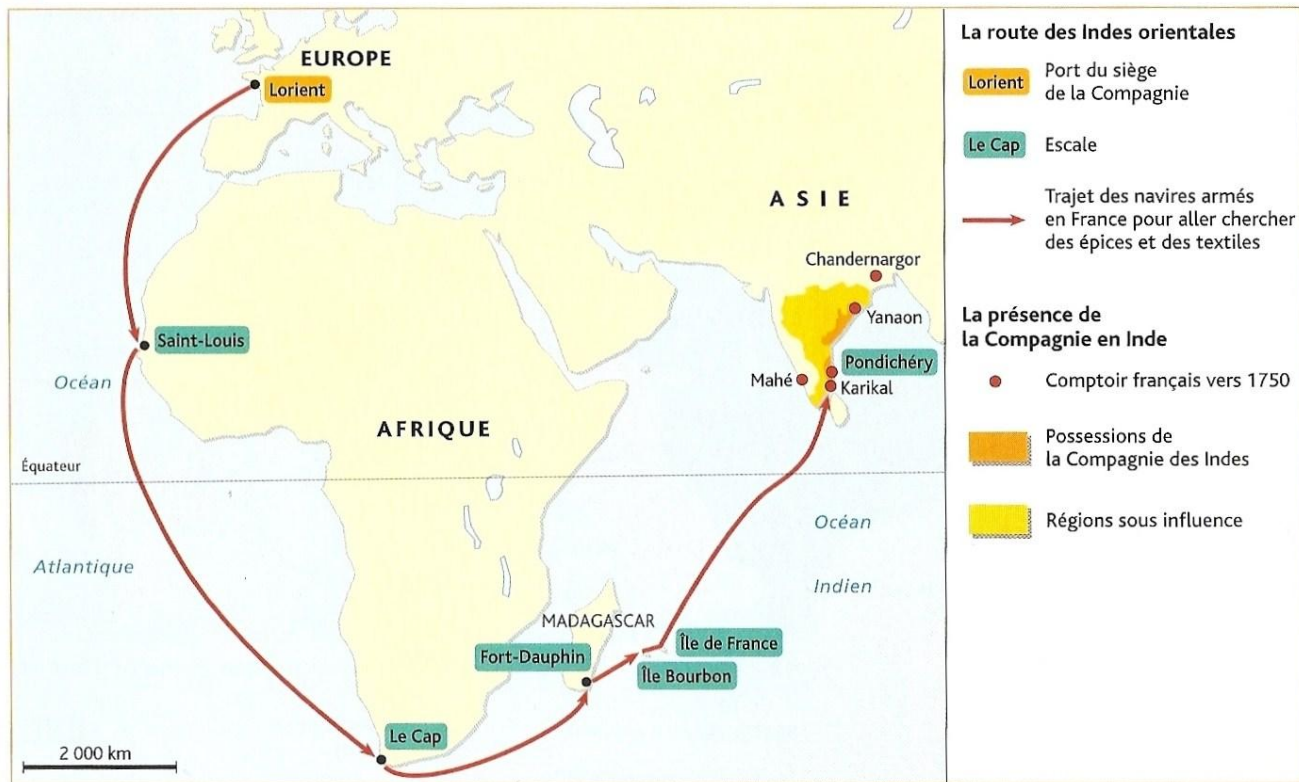 EUROPE
Lorient
ASIE
Chandernargor
Yanaon
Saint-Louis
Pondichéry
Océan
Mahé
Karikal
AFRIQUE
Équateur
Océan
Atlantique
Indien
MADAGASCAR
Île de France
Fort-Dauphin
Île Bourbon
Le Cap
2 000 km
La route des Indes orientales
Lorient
Port du siège
de la Compagnie
Le Cap
Escale
Trajet des navires armés
en France pour aller chercher
des épices et des textiles
La présence de
la Compagnie en Inde
Comptoir français vers 1750
Possessions de
la Compagnie des Indes
Régions sous influence